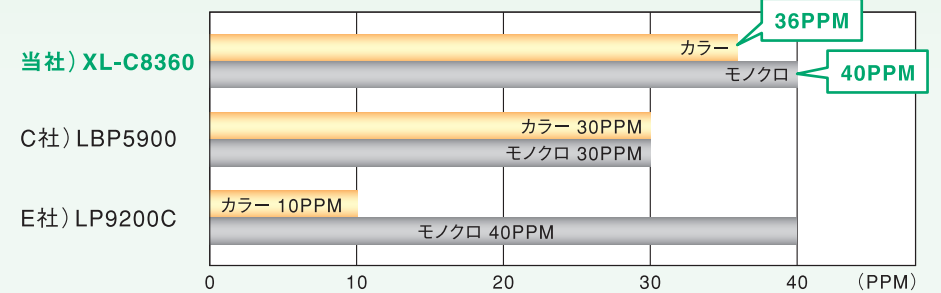 36PPM
当社）XL-C8360
カラー
モノクロ
40PPM
C社）LBP5900
カラー 30PPM
モノクロ 30PPM
E社）LP9200C
カラー 10PPM
モノクロ 40PPM
0 10 20 30 40 （PPM）